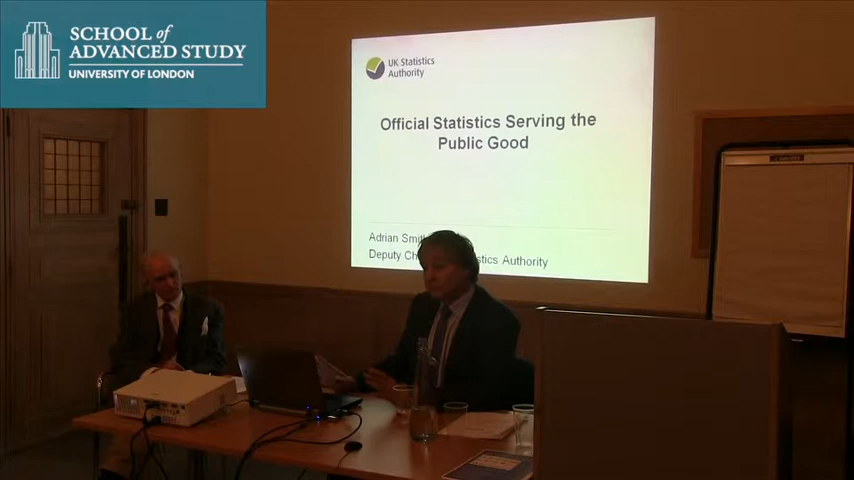 SCHOOL of
ADVANCED STUDY
UNIVERSITY OF LONDON
UK Statistics
Authority
Official Statistics Serving the
Public Good
Adrian Smith
Deputy Ch
stics Authority